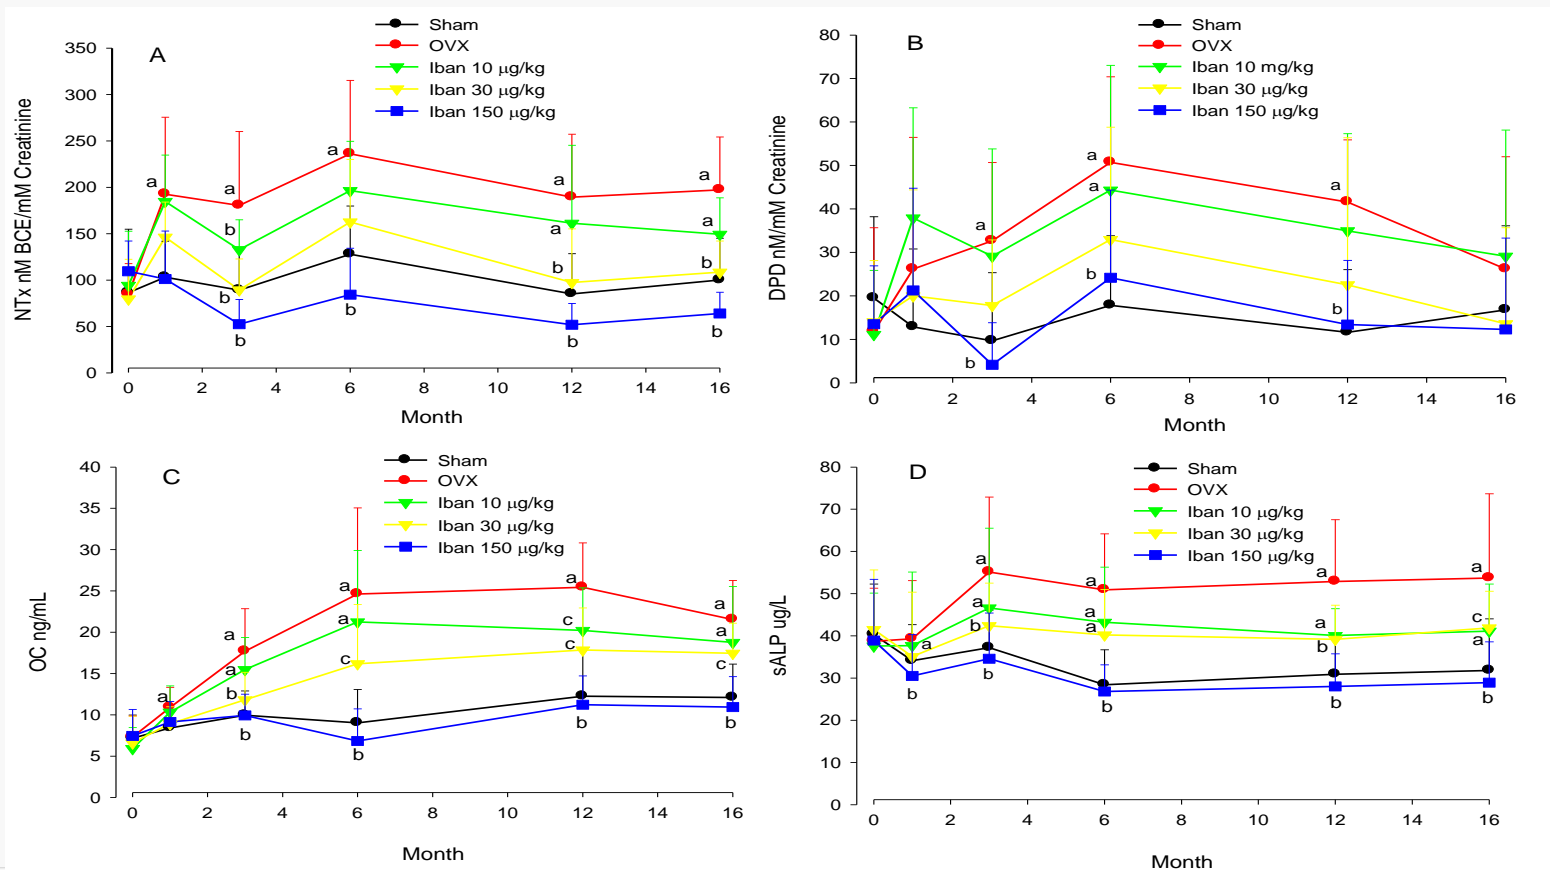 A
Sham
OVX
Iban 10 μg/kg
Iban 30 μg/kg
Iban 150 μg/kg
NTx nM BCE/mM Creatinine
350
300
250
200
150
100
50
0
a
a
a
a
a
b
a
a
b
b
b
b
b
b
b
0 2 4 6 8 10 12 14 16
Month
B
Sham
OVX
Iban 10 mg/kg
Iban 30 μg/kg
Iban 150 μg/kg
DPD nM/mM Creatinine
80
70
60
50
40
30
20
10
0
a
a
a
a
b
b
b
0 2 4 6 8 10 12 14 16
Month
C
Sham
OVX
Iban 10 μg/kg
Iban 30 μg/kg
Iban 150 μg/kg
OC ng/mL
40
35
30
25
20
15
10
5
0
a
a
a
a
a
a
a
c
a
b
c
c
c
b
b
b
b
0 2 4 6 8 10 12 14 16
Month
D
Sham
OVX
Iban 10 μg/kg
Iban 30 μg/kg
Iban 150 μg/kg
sALP ug/L
80
70
60
50
40
30
20
10
0
a
a
a
a
a
a
a
c
a
b
a
b
a
b
b
b
b
b
0 2 4 6 8 10 12 14 16
Month